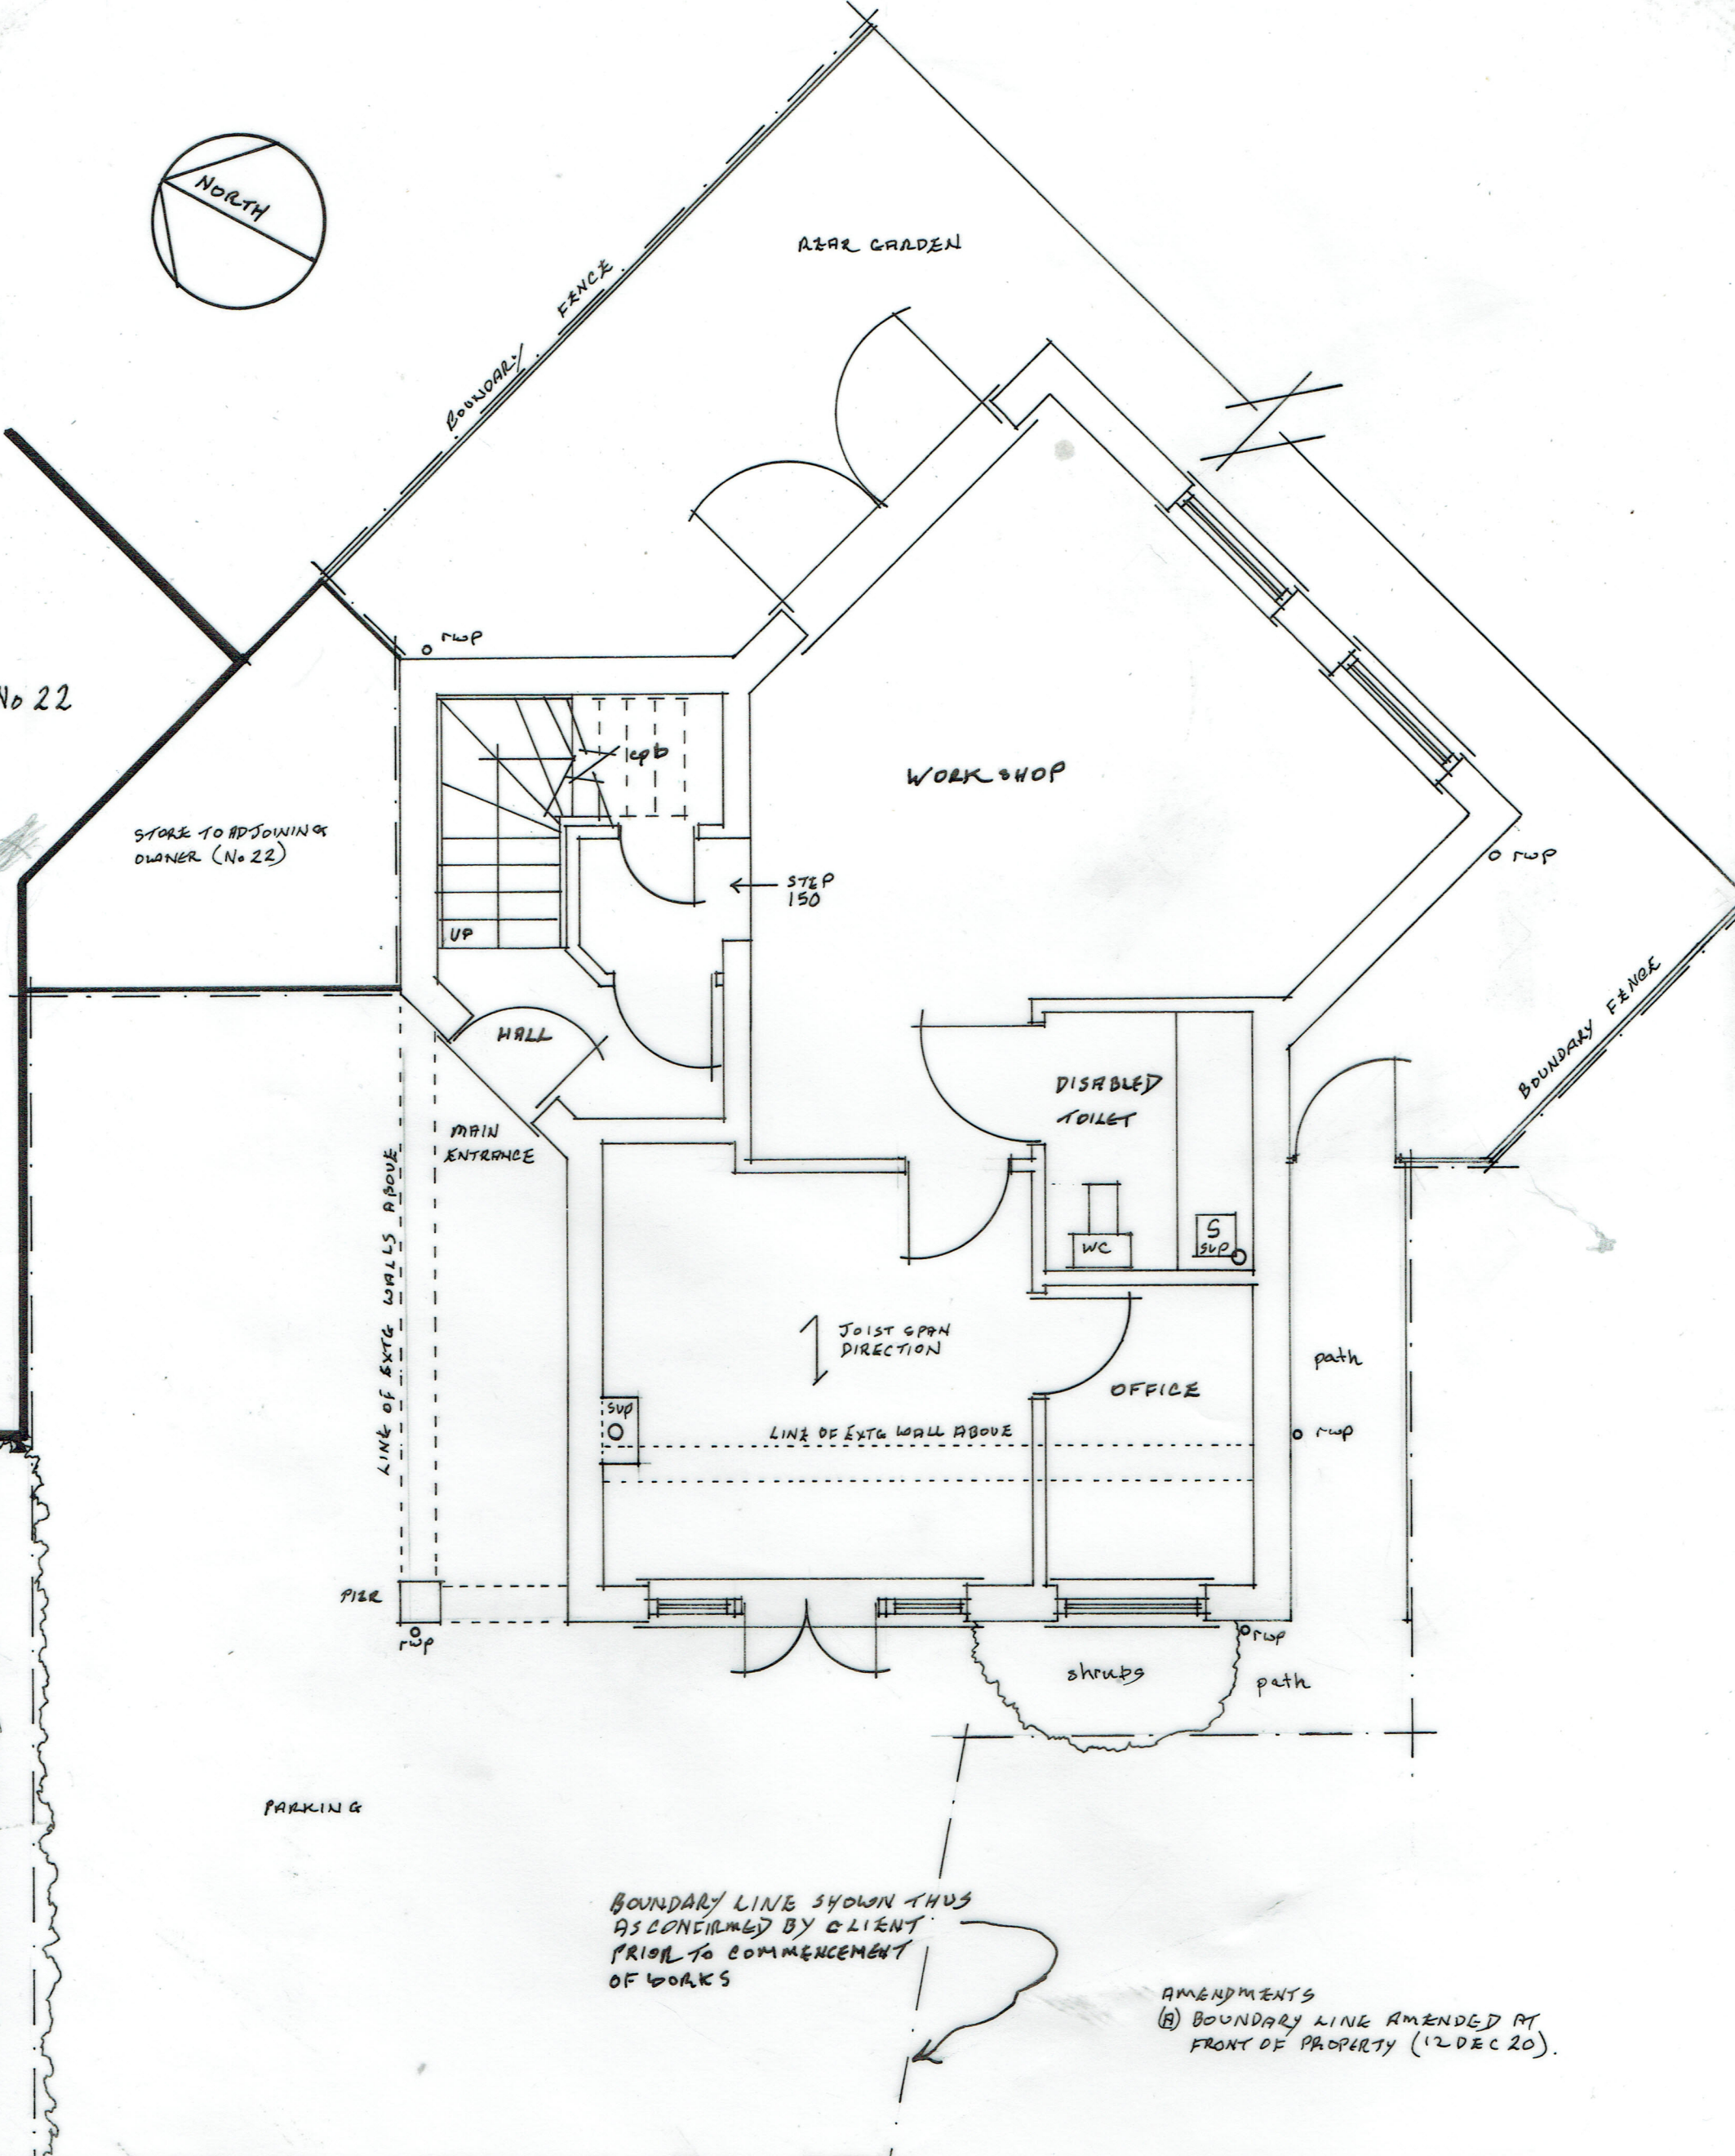 NORTH
REAR GARDEN
BOUNDARY FENCE
rwp
No 22
cpb
WORKSHOP
STORE TO ADJOINING
OWNER (No 22)
STEP
150
rwp
UP
HALL
BOUNDARY FENCE
DISABLED
TOILET
MAIN
ENTRANCE
LINE OF EXTG WALLS ABOVE
WC
S
SVP
JOIST SPAN
DIRECTION
path
OFFICE
SVP
LINE OF EXTG WALL ABOVE
rwp
PIER
rwp
rwp
shrubs
path
PARKING
BOUNDARY LINE SHOWN THUS
AS CONFIRMED BY CLIENT
PRIOR TO COMMENCEMENT
OF WORKS
AMENDMENTS
(A) BOUNDARY LINE AMENDED AT
FRONT OF PROPERTY (12 DEC 20).